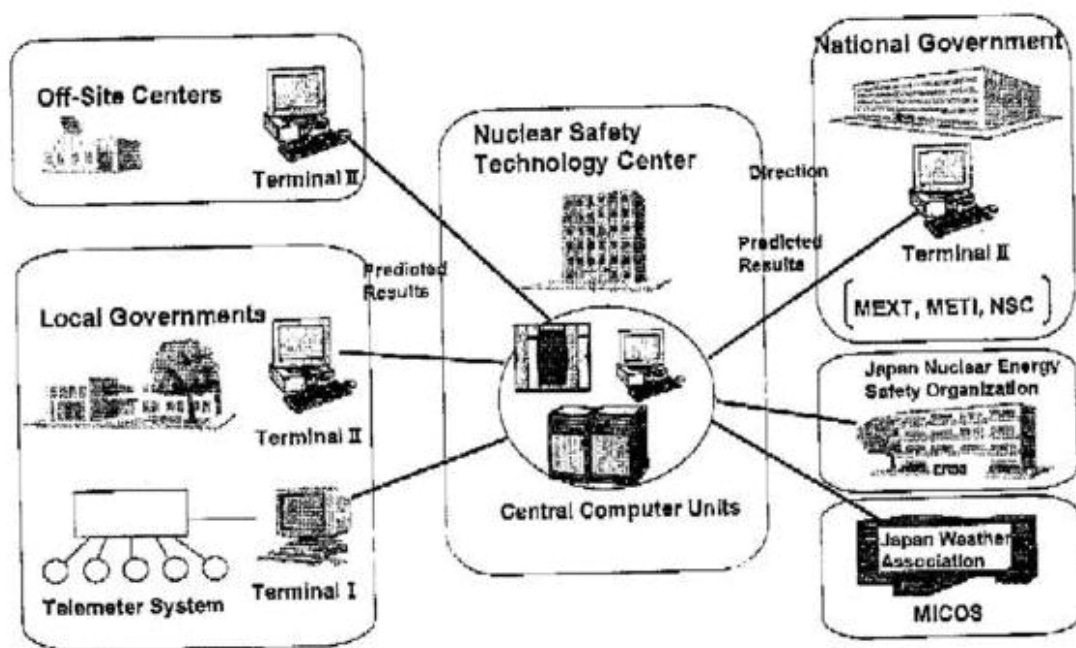 Off-Site Centers
Terminal II
Local Governments
Terminal II
Telemeter System
Terminal I
Predicted
Results
Nuclear Safety
Technology Center
Central Computer Units
Direction
Predicted
Results
National Government
Terminal II
[MEXT, METI, NSC]
Japan Nuclear Energy
Safety Organization
Japan Weather
Association
MICOS